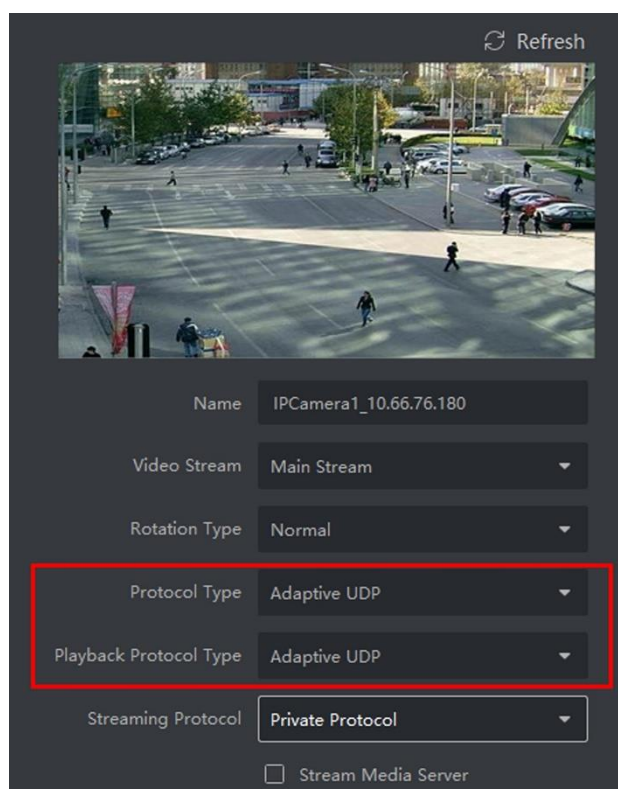 Refresh
Name IPCamera1_10.66.76.180
Video Stream Main Stream
Rotation Type Normal
Protocol Type Adaptive UDP
Playback Protocol Type Adaptive UDP
Streaming Protocol Private Protocol
Stream Media Server